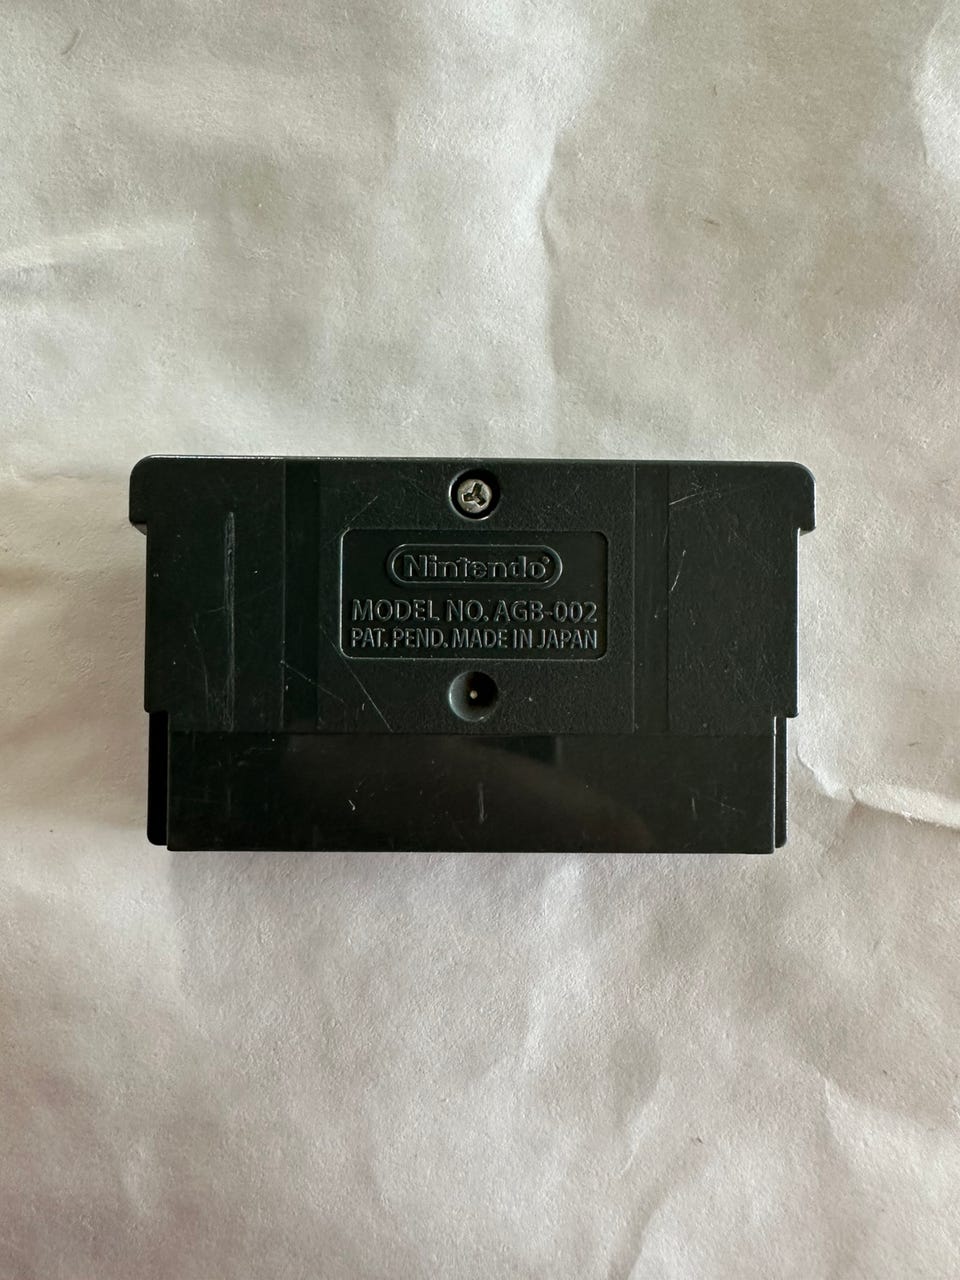 Nintendo®
MODEL NO. AGB-002
PAT. PEND. MADE IN JAPAN